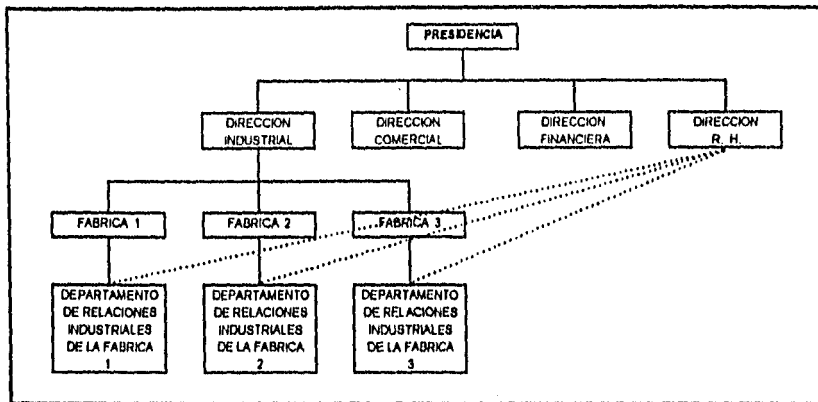 PRESIDENCIA
DIRECCION
INDUSTRIAL
DIRECCION
COMERCIAL
DIRECCION
FINANCIERA
DIRECCION
R. H.
FABRICA 1
FABRICA 2
FABRICA 3
DEPARTAMENTO
DE RELACIONES
INDUSTRIALES
DE LA FABRICA
1
DEPARTAMENTO
DE RELACIONES
INDUSTRIALES
DE LA FABRICA
2
DEPARTAMENTO
DE RELACIONES
INDUSTRIALES
DE LA FABRICA
3